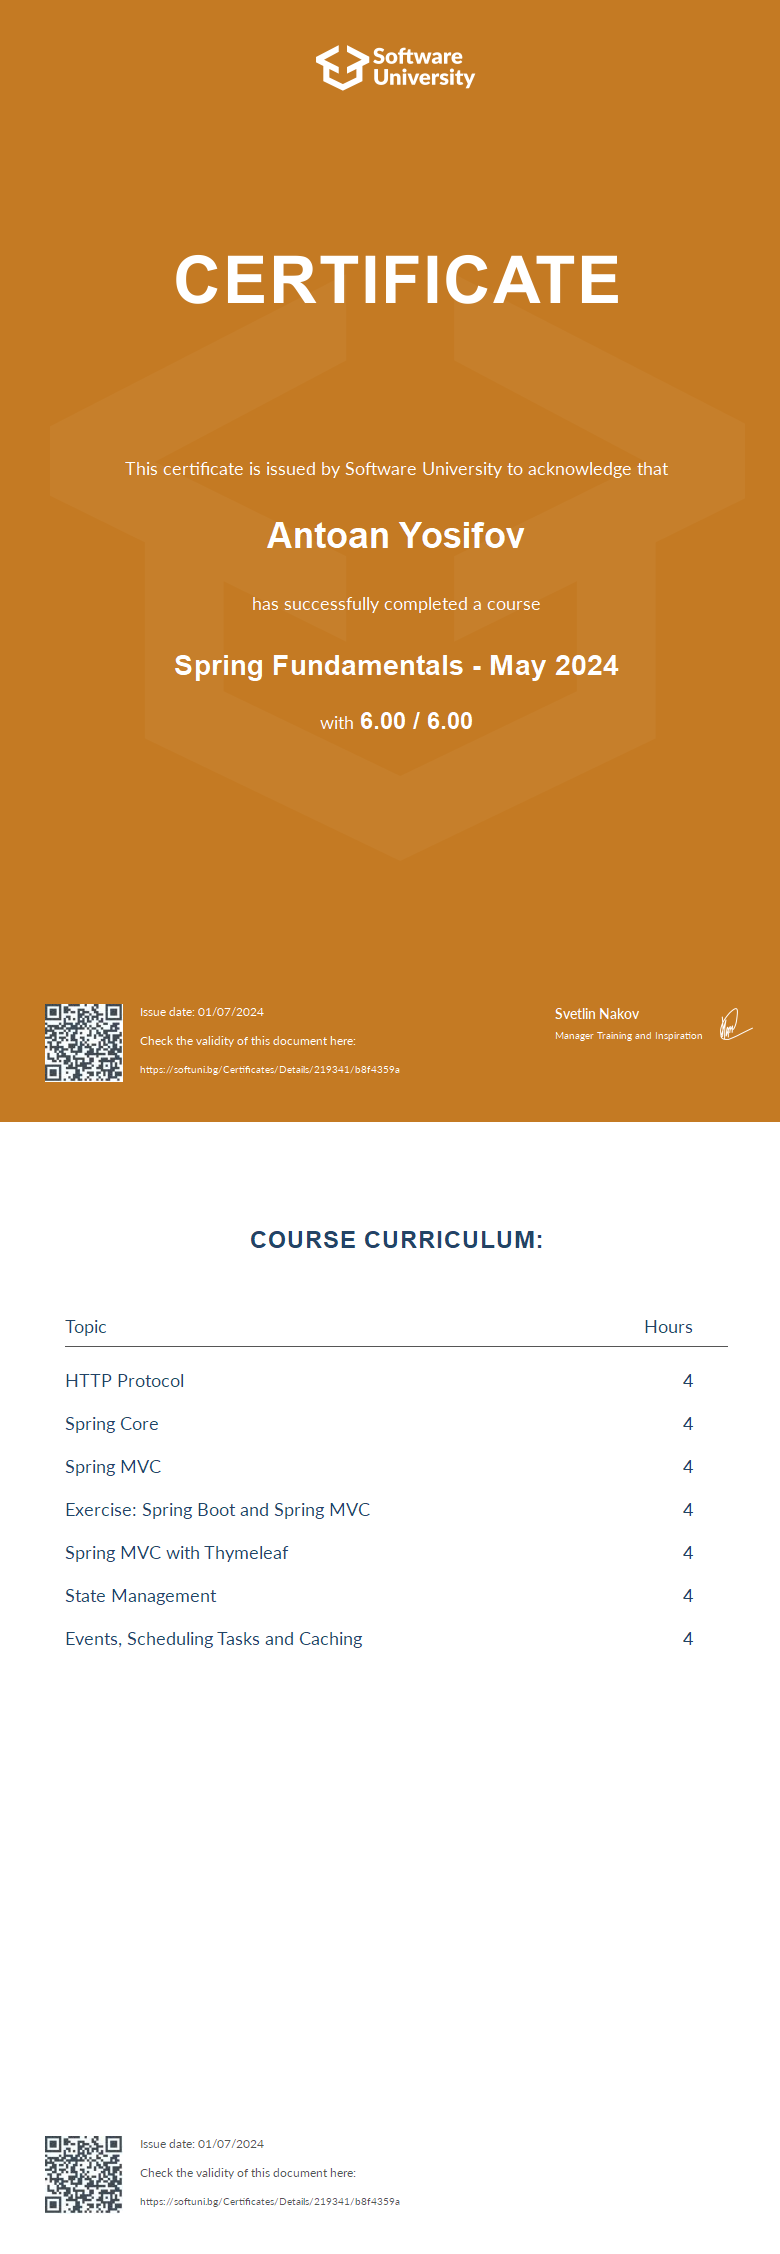 Software
University
CERTIFICATE
This certificate is issued by Software University to acknowledge that
Antoan Yosifov
has successfully completed a course
Spring Fundamentals - May 2024
with 6.00 / 6.00
Issue date: 01/07/2024
Check the validity of this document here:
https://softuni.bg/Certificates/Details/219341/b8f4359a
Svetlin Nakov
Manager Training and Inspiration
COURSE CURRICULUM:
Topic Hours
HTTP Protocol 4
Spring Core 4
Spring MVC 4
Exercise: Spring Boot and Spring MVC 4
Spring MVC with Thymeleaf 4
State Management 4
Events, Scheduling Tasks and Caching 4
Issue date: 01/07/2024
Check the validity of this document here:
https://softuni.bg/Certificates/Details/219341/b8f4359a